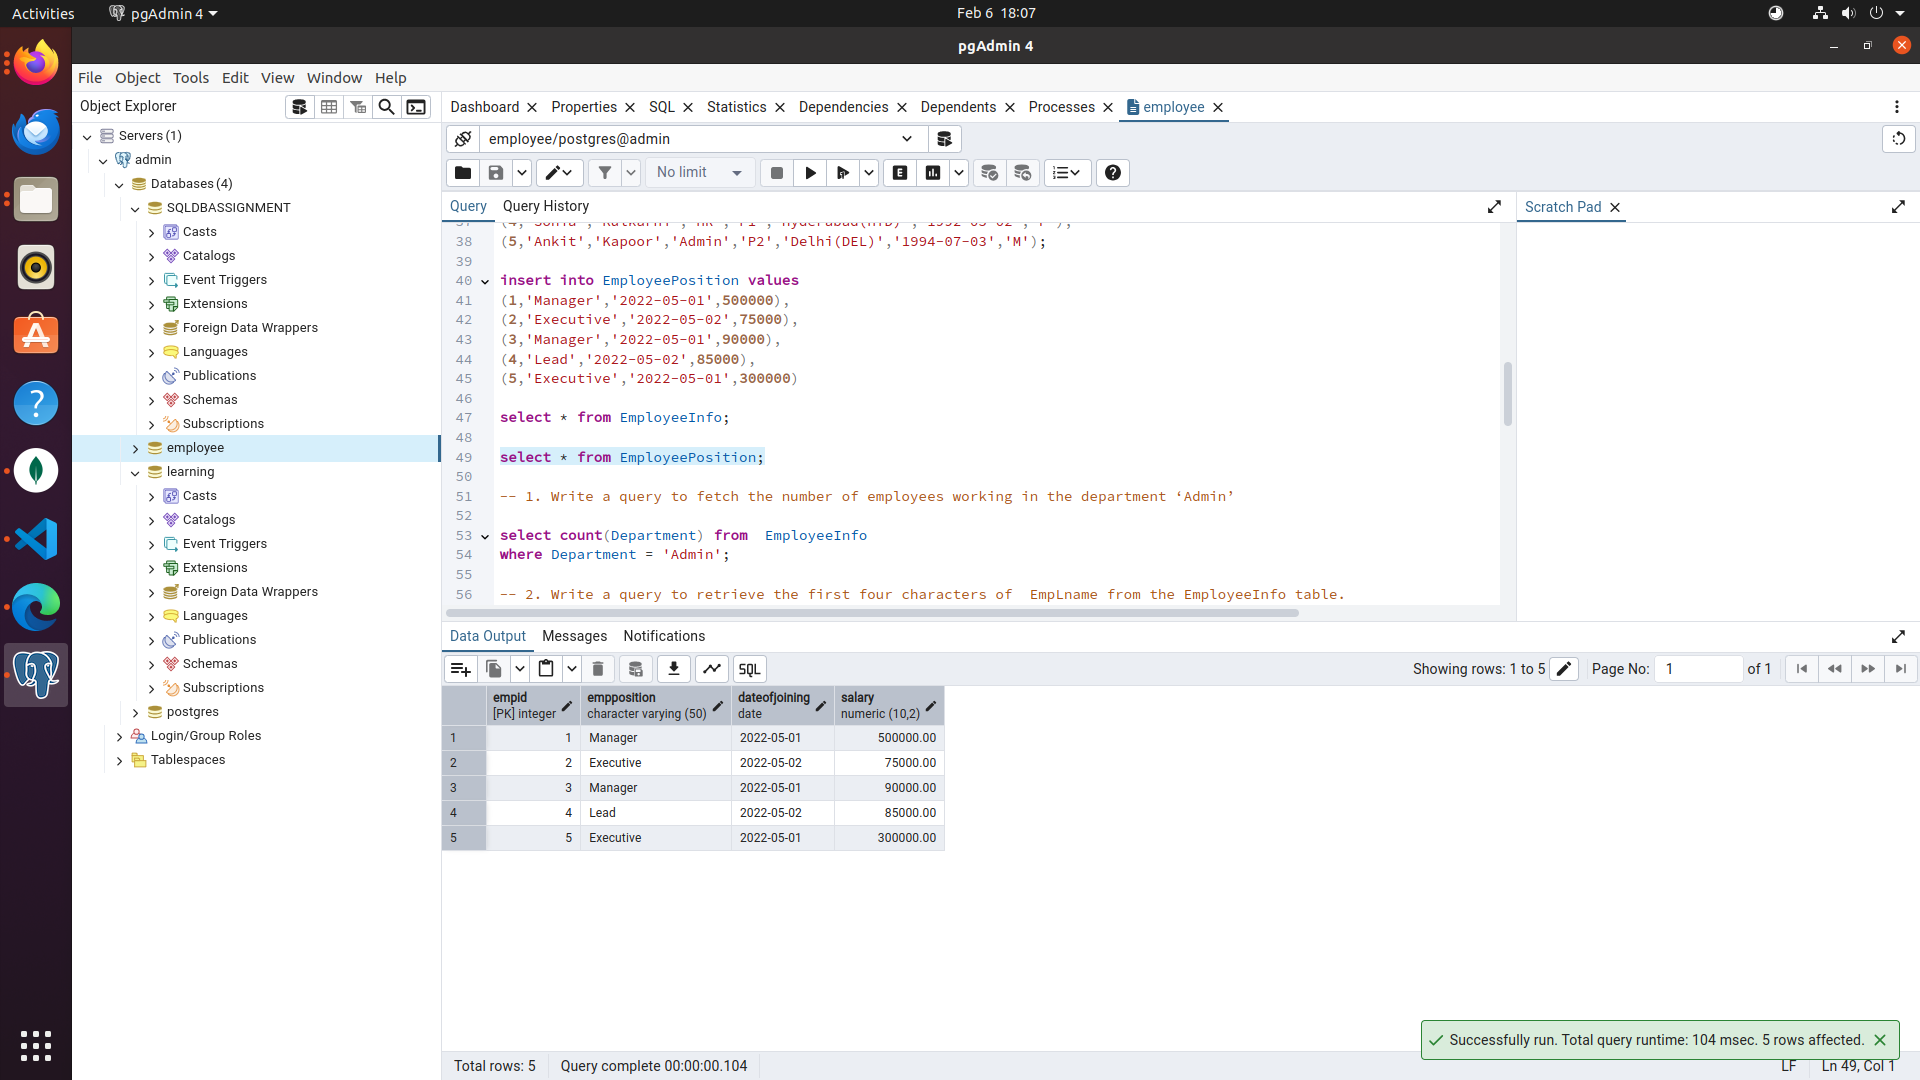 Activities
pgAdmin 4
Feb 6 18:07
pgAdmin 4
File Object Tools Edit View Window Help
Object Explorer
Servers (1)
admin
Databases (4)
SQLDBASSIGNMENT
Casts
Catalogs
Event Triggers
Extensions
Foreign Data Wrappers
Languages
Publications
Schemas
Subscriptions
employee
learning
Casts
Catalogs
Event Triggers
Extensions
Foreign Data Wrappers
Languages
Publications
Schemas
Subscriptions
postgres
Login/Group Roles
Tablespaces
Dashboard Properties SQL Statistics Dependencies Dependents Processes employee
employee/postgres@admin
No limit
Query Query History
Scratch Pad
38 (5,'Ankit','Kapoor','Admin','P2','Delhi(DEL)','1994-07-03','M');
39
40 insert into EmployeePosition values
41 (1,'Manager','2022-05-01',500000),
42 (2,'Executive','2022-05-02',75000),
43 (3,'Manager','2022-05-01',90000),
44 (4,'Lead','2022-05-02',85000),
45 (5,'Executive','2022-05-01',300000)
46
47 select * from EmployeeInfo;
48
49 select * from EmployeePosition;
50
51 -- 1. Write a query to fetch the number of employees working in the department ‘Admin’
52
53 select count(Department) from  EmployeeInfo
54 where Department = 'Admin';
55
56 -- 2. Write a query to retrieve the first four characters of  EmpLname from the EmployeeInfo table.
Data Output Messages Notifications
SQL
Showing rows: 1 to 5
Page No: 1 of 1
empid empposition dateofjoining salary
[PK] integer character varying (50) date numeric (10,2)
1 1 Manager 2022-05-01 500000.00
2 2 Executive 2022-05-02 75000.00
3 3 Manager 2022-05-01 90000.00
4 4 Lead 2022-05-02 85000.00
5 5 Executive 2022-05-01 300000.00
Successfully run. Total query runtime: 104 msec. 5 rows affected.
Total rows: 5
Query complete 00:00:00.104
LF
Ln 49, Col 1